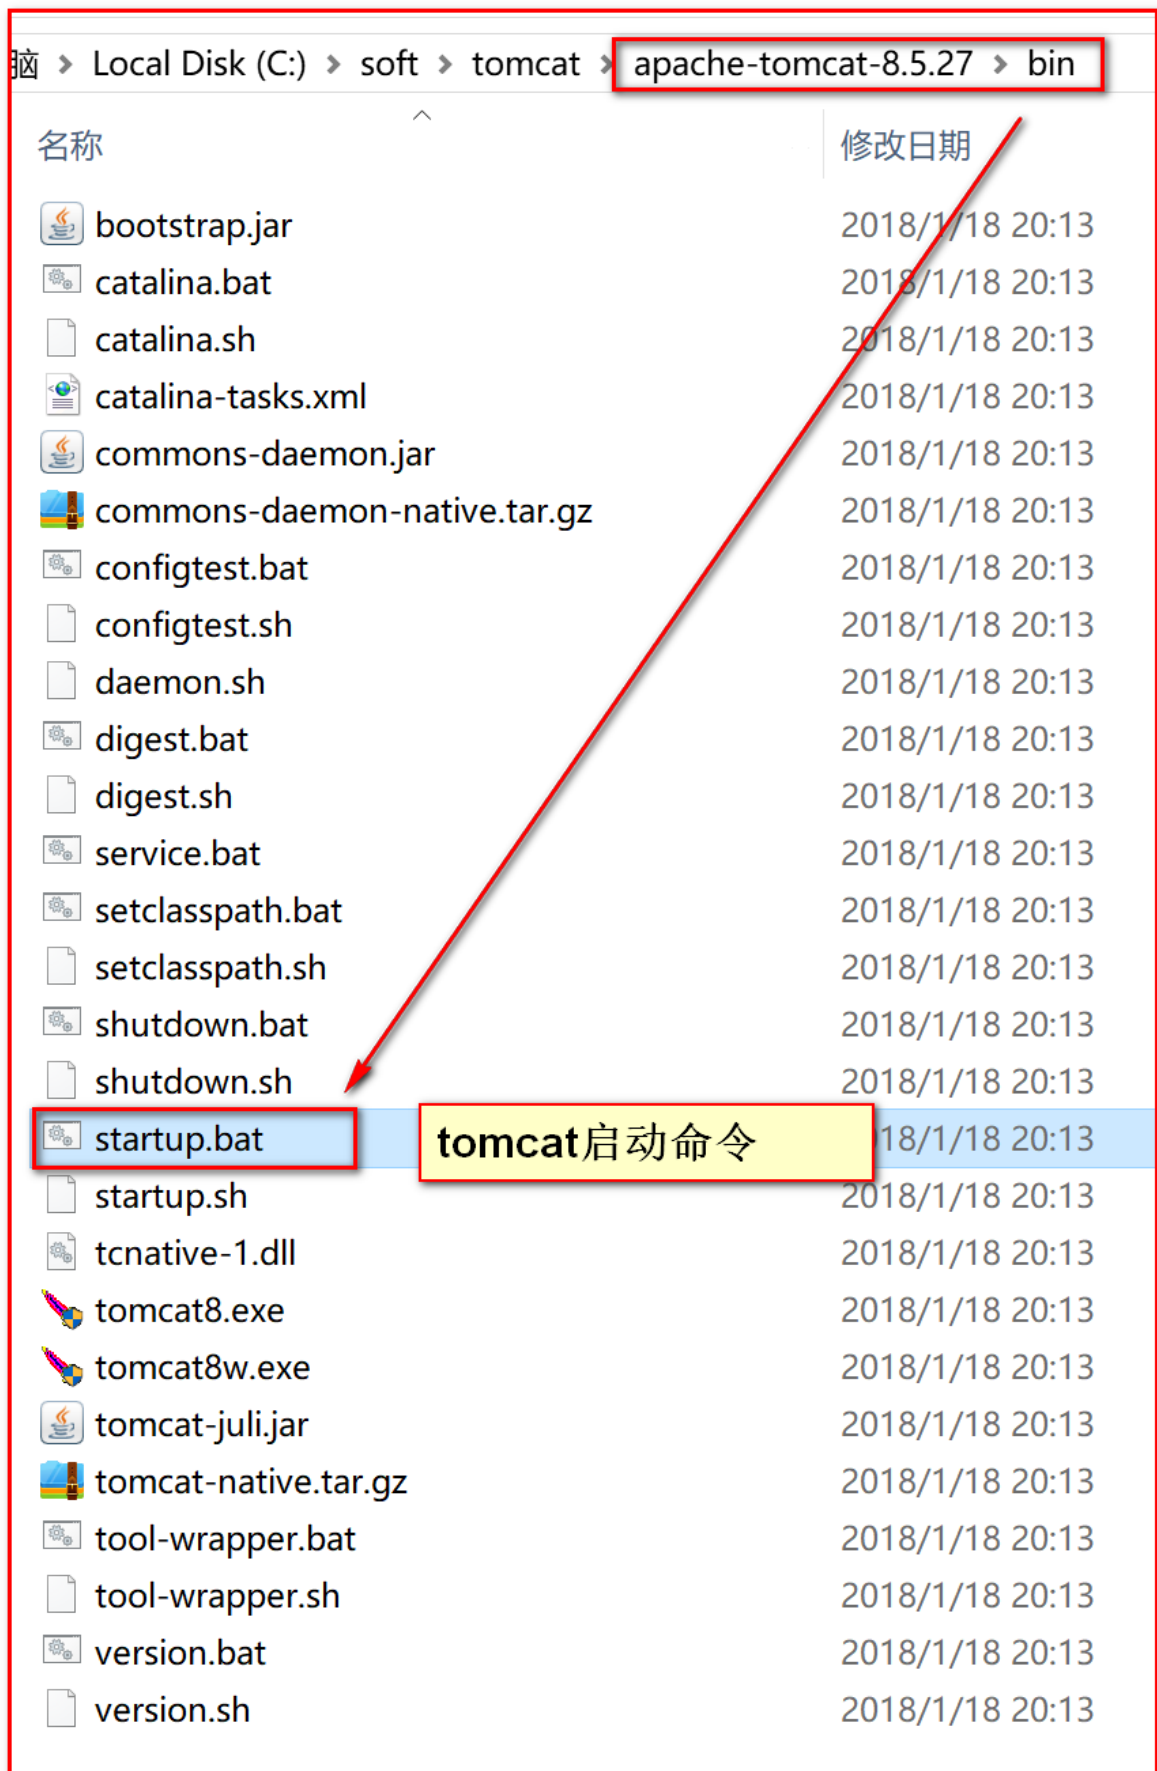 脑 > Local Disk (C:) > soft > tomcat > apache-tomcat-8.5.27 > bin
名称 修改日期
bootstrap.jar 2018/1/18 20:13
catalina.bat 2018/1/18 20:13
catalina.sh 2018/1/18 20:13
catalina-tasks.xml 2018/1/18 20:13
commons-daemon.jar 2018/1/18 20:13
commons-daemon-native.tar.gz 2018/1/18 20:13
configtest.bat 2018/1/18 20:13
configtest.sh 2018/1/18 20:13
daemon.sh 2018/1/18 20:13
digest.bat 2018/1/18 20:13
digest.sh 2018/1/18 20:13
service.bat 2018/1/18 20:13
setclasspath.bat 2018/1/18 20:13
setclasspath.sh 2018/1/18 20:13
shutdown.bat 2018/1/18 20:13
shutdown.sh 2018/1/18 20:13
startup.bat tomcat启动命令 18/1/18 20:13
startup.sh 2018/1/18 20:13
tcnative-1.dll 2018/1/18 20:13
tomcat8.exe 2018/1/18 20:13
tomcat8w.exe 2018/1/18 20:13
tomcat-juli.jar 2018/1/18 20:13
tomcat-native.tar.gz 2018/1/18 20:13
tool-wrapper.bat 2018/1/18 20:13
tool-wrapper.sh 2018/1/18 20:13
version.bat 2018/1/18 20:13
version.sh 2018/1/18 20:13